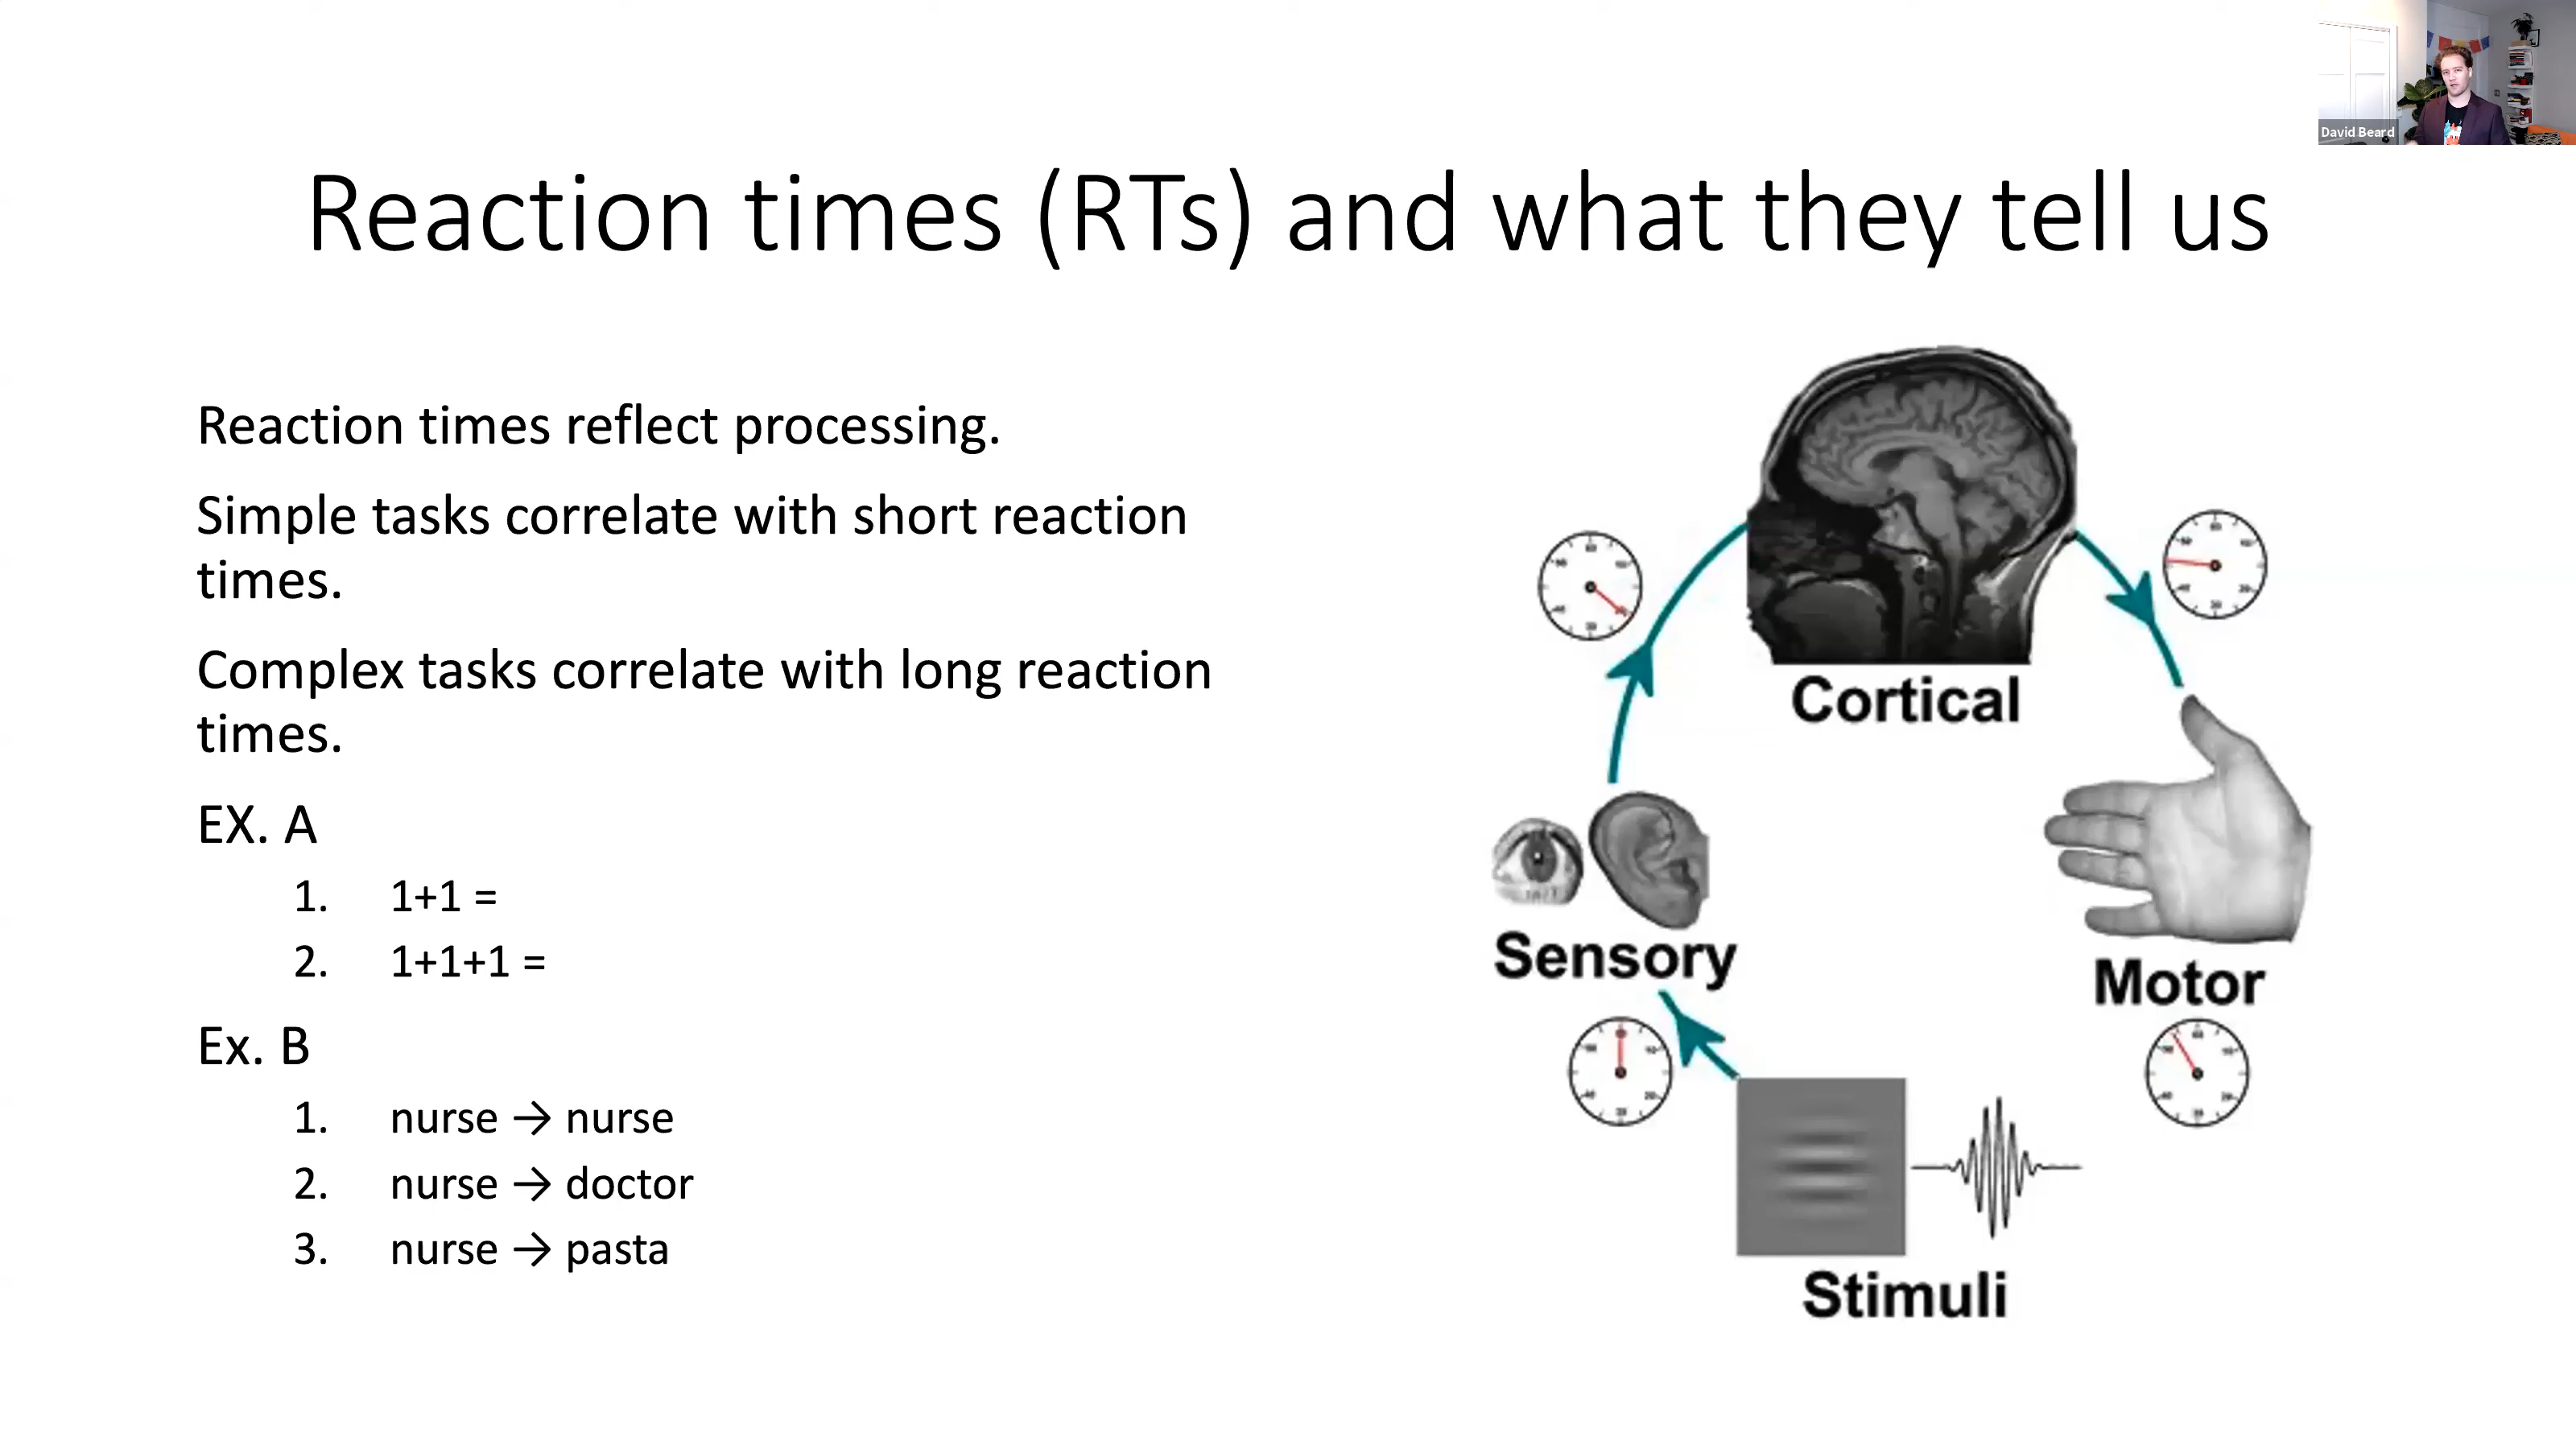 David Beard
Reaction times (RTs) and what they tell us
Reaction times reflect processing.
Simple tasks correlate with short reaction
times.
Complex tasks correlate with long reaction
times.
EX. A
1. 1+1 =
2. 1+1+1 =
Ex. B
1. nurse → nurse
2. nurse → doctor
3. nurse → pasta
Cortical
Sensory
Motor
Stimuli